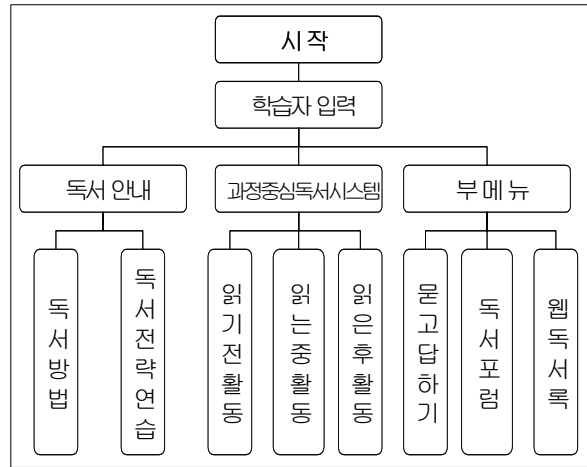 시작
학습자 입력
독서 안내
과정중심독서시스템
부 메 뉴
독서방법
독서전략연습
읽기전활동
읽는중활동
읽은후활동
묻고답하기
독서포럼
웹독서록